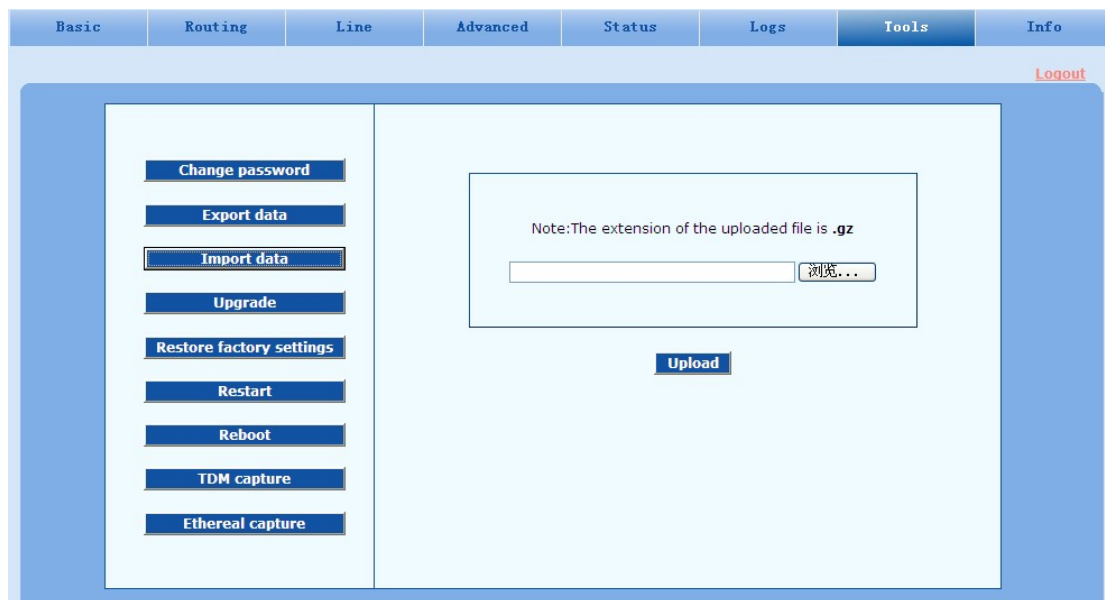 Basic Routing Line Advanced Status Logs Tools Info
Logout
Change password
Export data
Import data
Upgrade
Restore factory settings
Restart
Reboot
TDM capture
Ethereal capture
Note:The extension of the uploaded file is .gz
浏览...
Upload